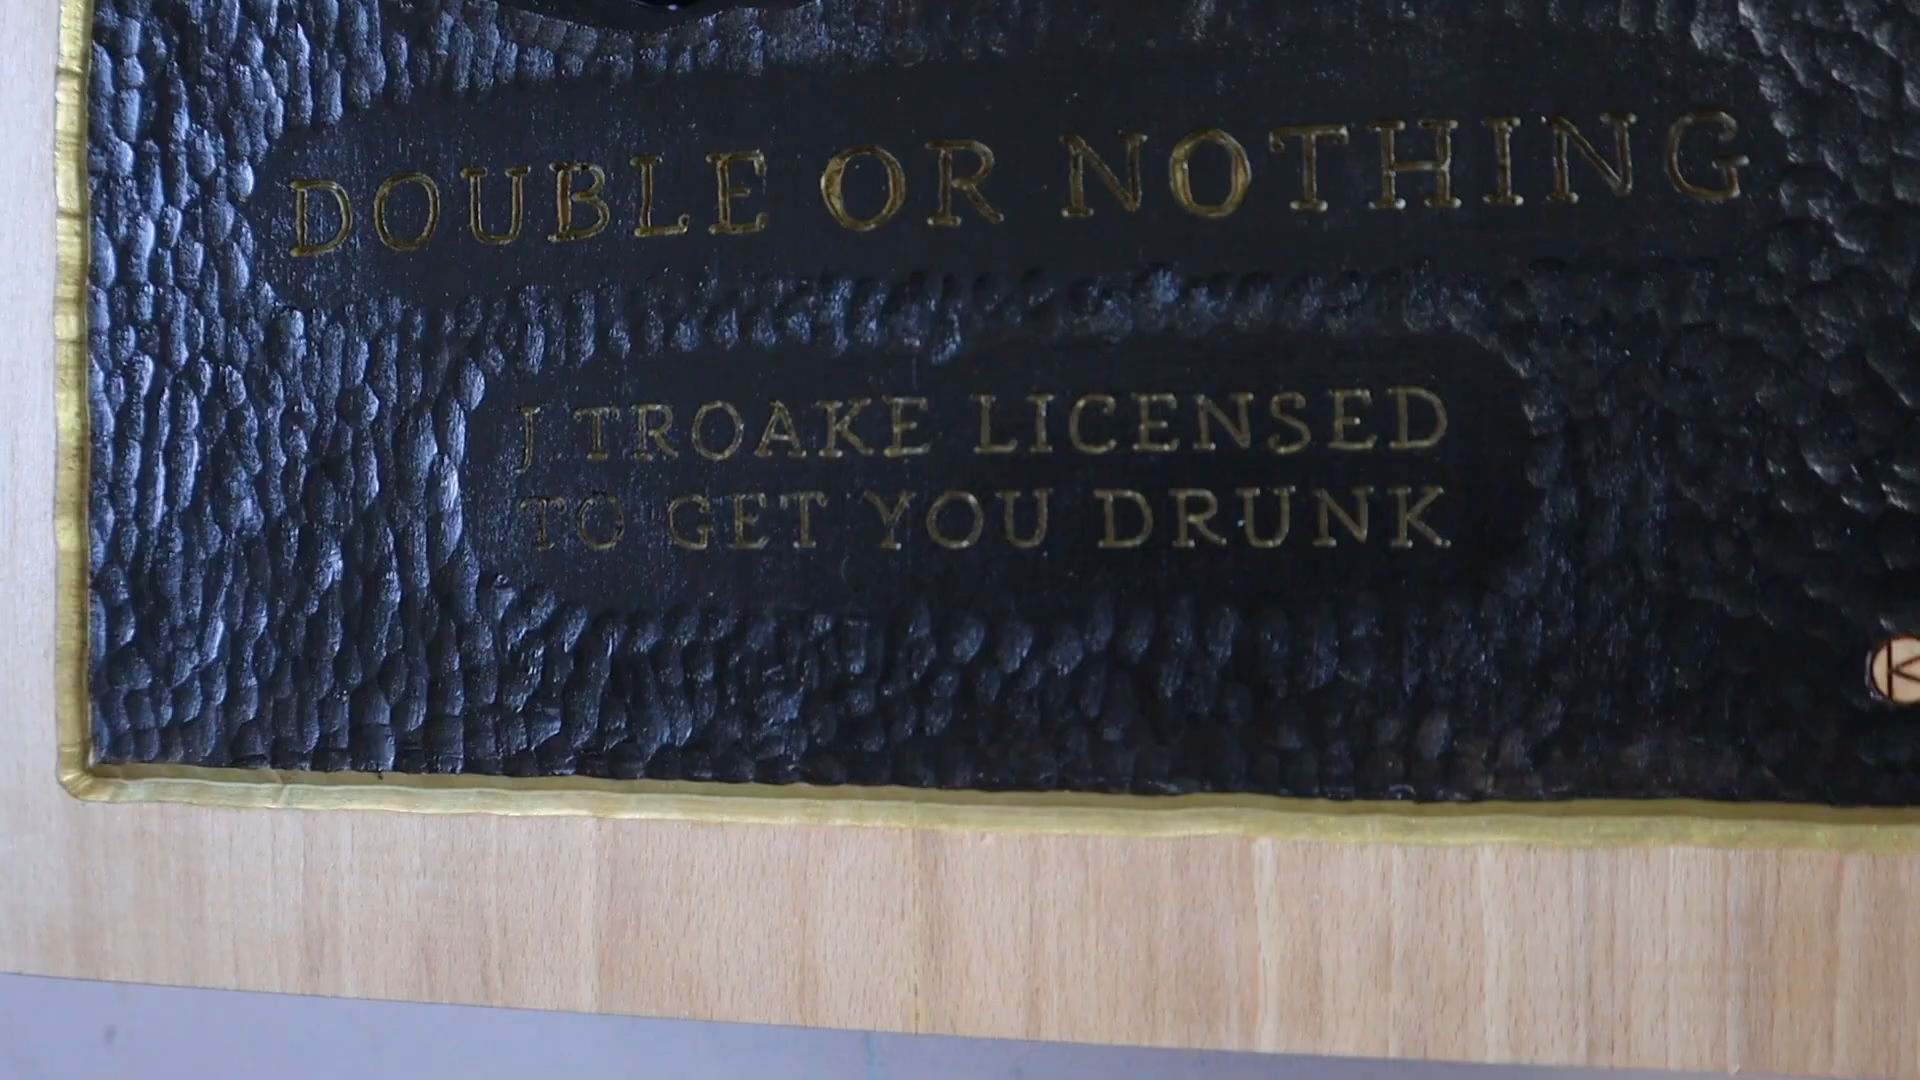 DOUBLE OR NOTHING
J TROAKE LICENSED
TO GET YOU DRUNK
K